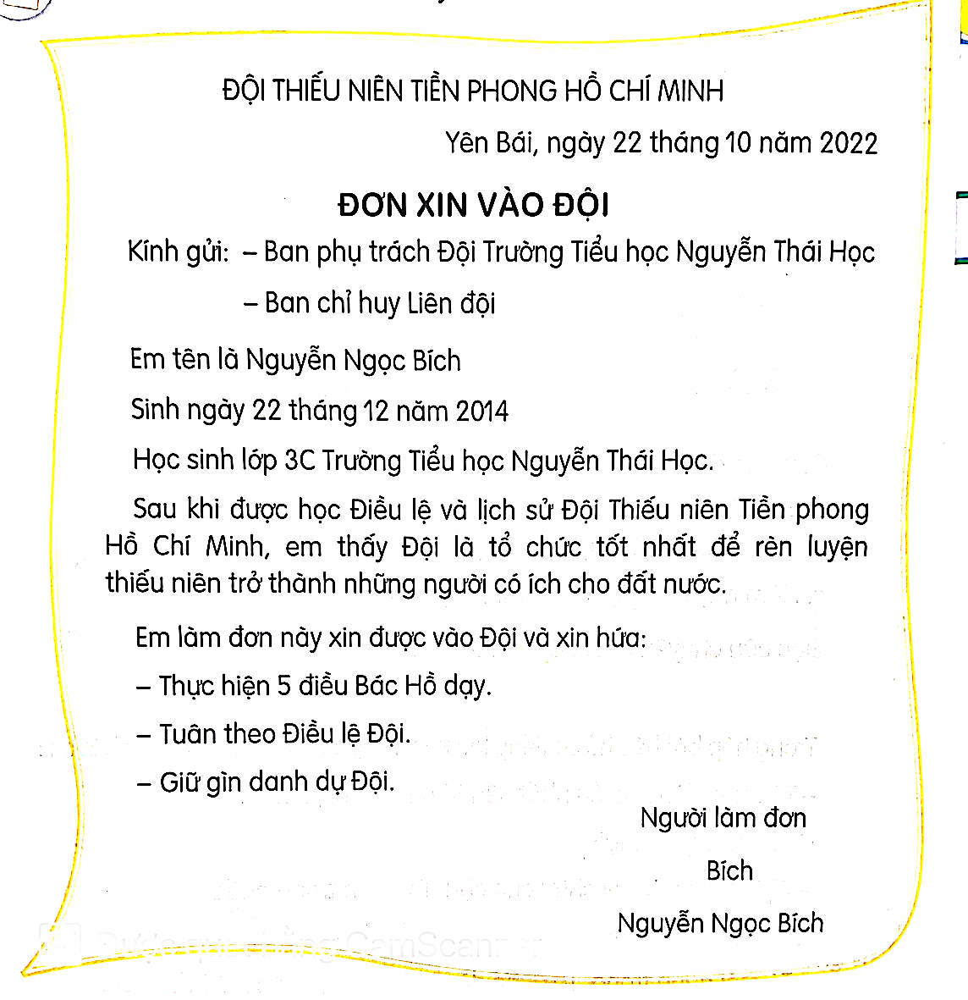 ĐỘI THIẾU NIÊN TIỀN PHONG HỒ CHÍ MINH
Yên Bái, ngày 22 tháng 10 năm 2022
ĐƠN XIN VÀO ĐỘI
Kính gửi: – Ban phụ trách Đội Trường Tiểu học Nguyễn Thái Học
– Ban chỉ huy Liên đội
Em tên là Nguyễn Ngọc Bích
Sinh ngày 22 tháng 12 năm 2014
Học sinh lớp 3C Trường Tiểu học Nguyễn Thái Học.
Sau khi được học Điều lệ và lịch sử Đội Thiếu niên Tiền phong
Hồ Chí Minh, em thấy Đội là tổ chức tốt nhất để rèn luyện
thiếu niên trở thành những người có ích cho đất nước.
Em làm đơn này xin được vào Đội và xin hứa:
– Thực hiện 5 điều Bác Hồ dạy.
– Tuân theo Điều lệ Đội.
– Giữ gìn danh dự Đội.
Người làm đơn
Bích
Nguyễn Ngọc Bích
CamScanner